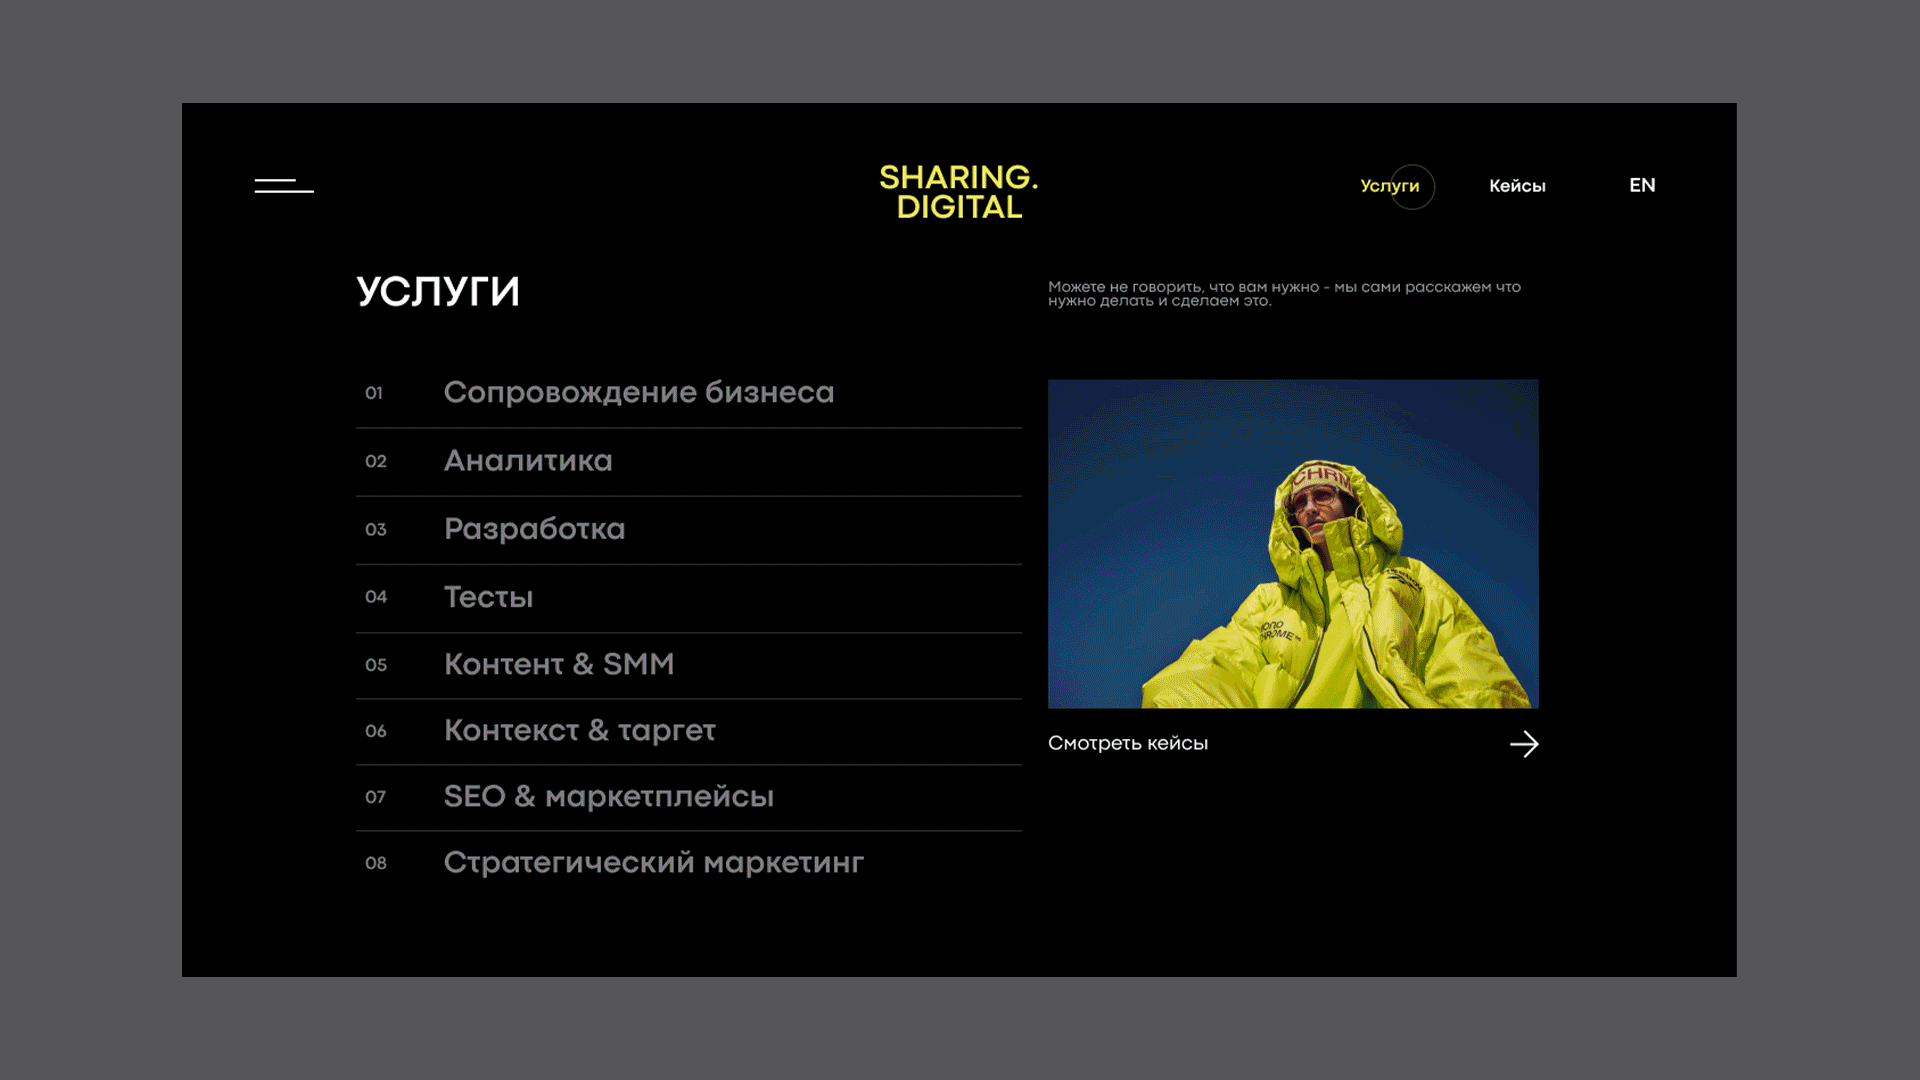 SHARING.
DIGITAL
Услуги
Кейсы
EN
УСЛУГИ
Можете не говорить, что вам нужно - мы сами расскажем что
нужно делать и сделаем это.
01 Сопровождение бизнеса
02 Аналитика
03 Разработка
04 Тесты
05 Контент & SMM
06 Контекст & таргет
07 SEO & маркетплейсы
08 Стратегический маркетинг
CHRM
CHROME
Смотреть кейсы